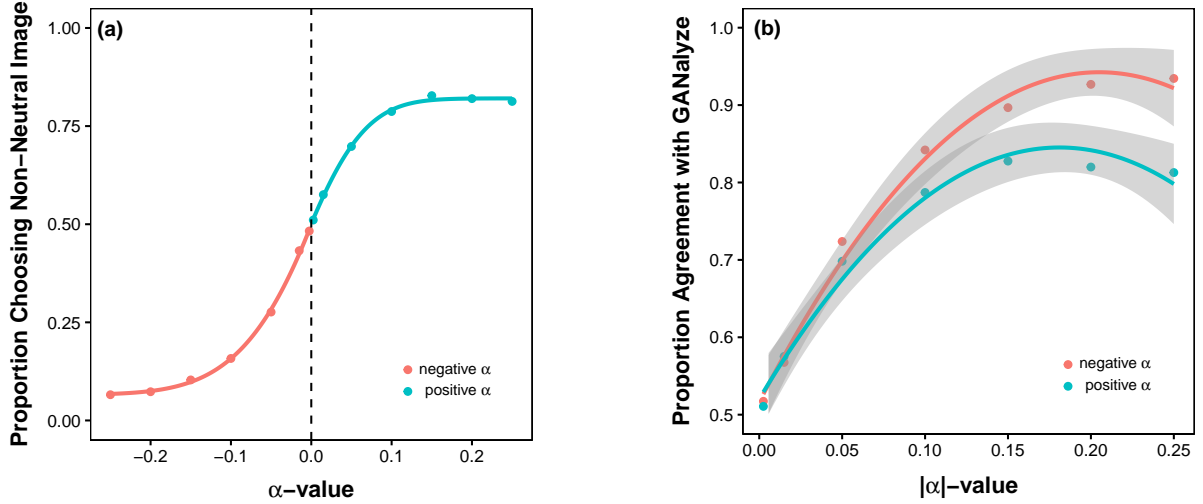 (a)
Proportion Choosing Non−Neutral Image
1.00
0.75
0.50
0.25
0.00
negative α
positive α
−0.2
−0.1
0.0
0.1
0.2
α−value
(b)
Proportion Agreement with GANalyze
1.0
0.9
0.8
0.7
0.6
0.5
negative α
positive α
0.00
0.05
0.10
0.15
0.20
0.25
|α|−value